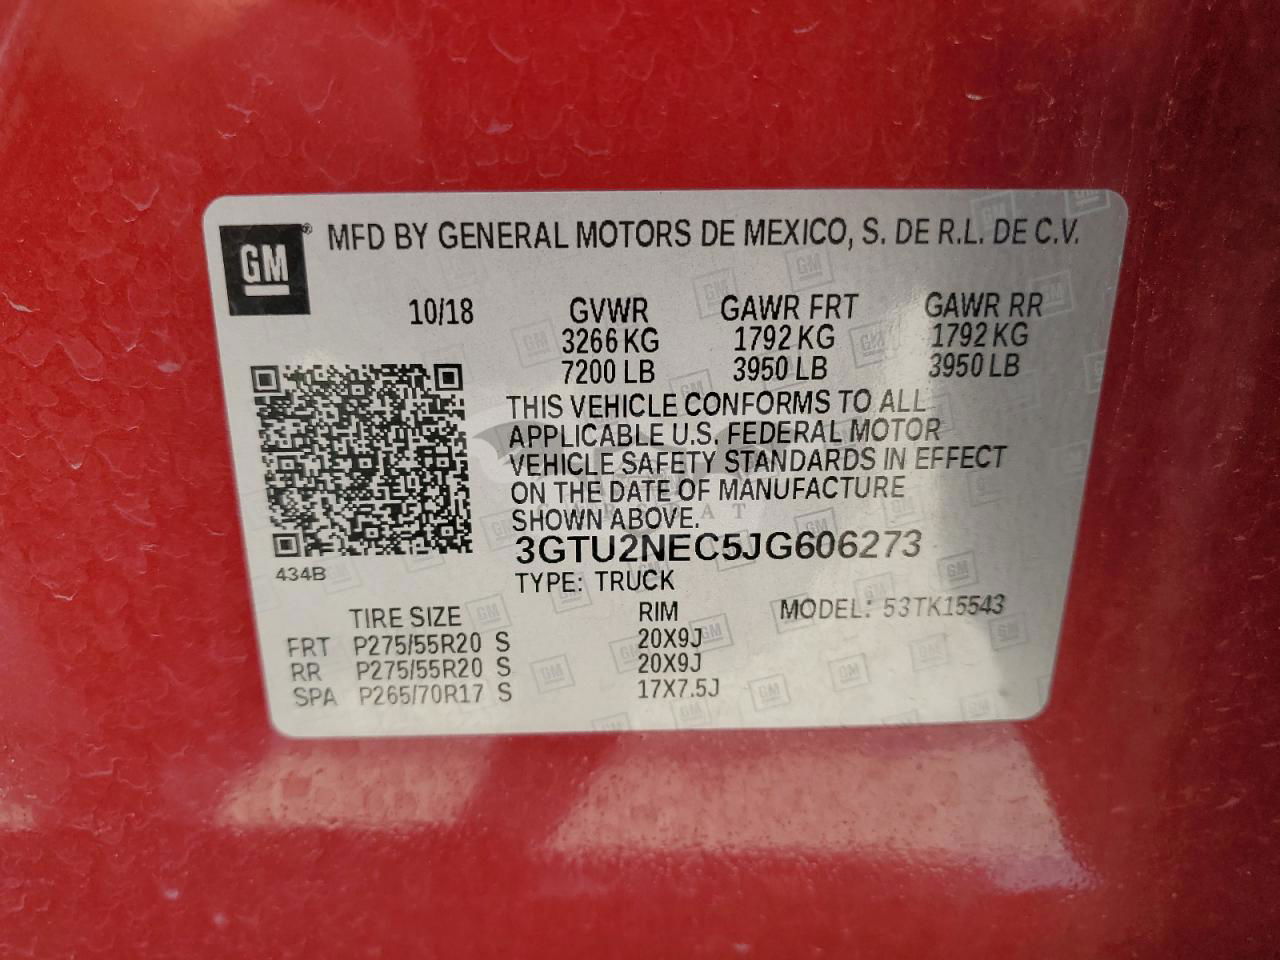 GM® MFD BY GENERAL MOTORS DE MEXICO, S. DE R.L. DE C.V.
10/18 GVWR GAWR FRT GAWR RR
3266 KG 1792 KG 1792 KG
7200 LB 3950 LB 3950 LB
THIS VEHICLE CONFORMS TO ALL
APPLICABLE U.S. FEDERAL MOTOR
VEHICLE SAFETY STANDARDS IN EFFECT
ON THE DATE OF MANUFACTURE
SHOWN ABOVE.
3GTU2NEC5JG606273
434B
TYPE: TRUCK
TIRE SIZE RIM MODEL: 53TK15543
FRT P275/55R20 S 20X9J
RR P275/55R20 S 20X9J
SPA P265/70R17 S 17X7.5J